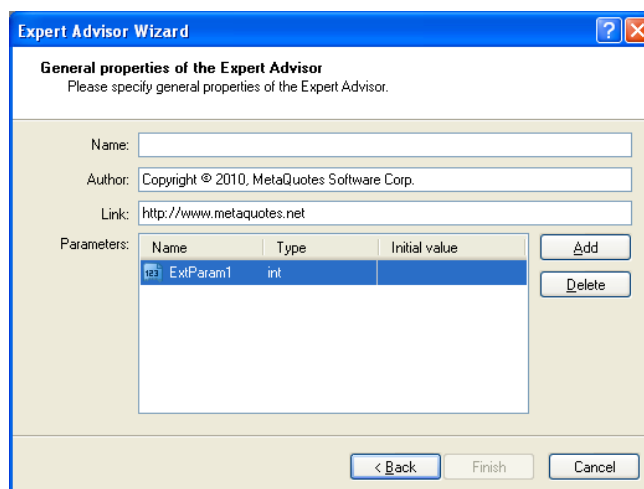 Expert Advisor Wizard
General properties of the Expert Advisor
Please specify general properties of the Expert Advisor.
Name:
Author: Copyright © 2010, MetaQuotes Software Corp.
Link: http://www.metaquotes.net
Parameters: Name Type Initial value
123 ExtParam1 int
Add
Delete
< Back Finish Cancel